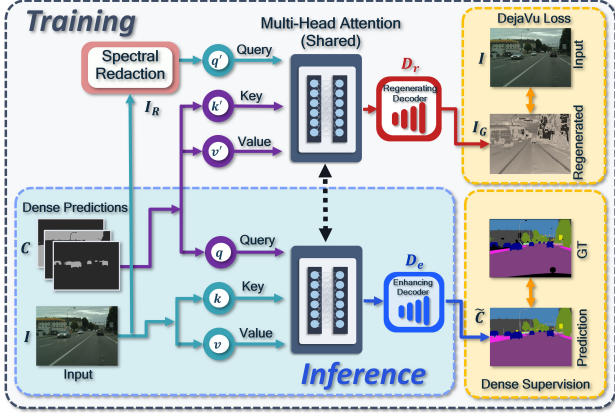 Training
Multi-Head Attention
(Shared)
DejaVu Loss
Spectral
Redaction
q′
Query
I_R
k′
Key
v′
Value
D_r
Regenerating
Decoder
I
Input
I_G
Regenerated
Dense Predictions
C
q
Query
k
Key
v
Value
I
Input
D_e
Enhancing
Decoder
Inference
GT
C̃
Prediction
Dense Supervision